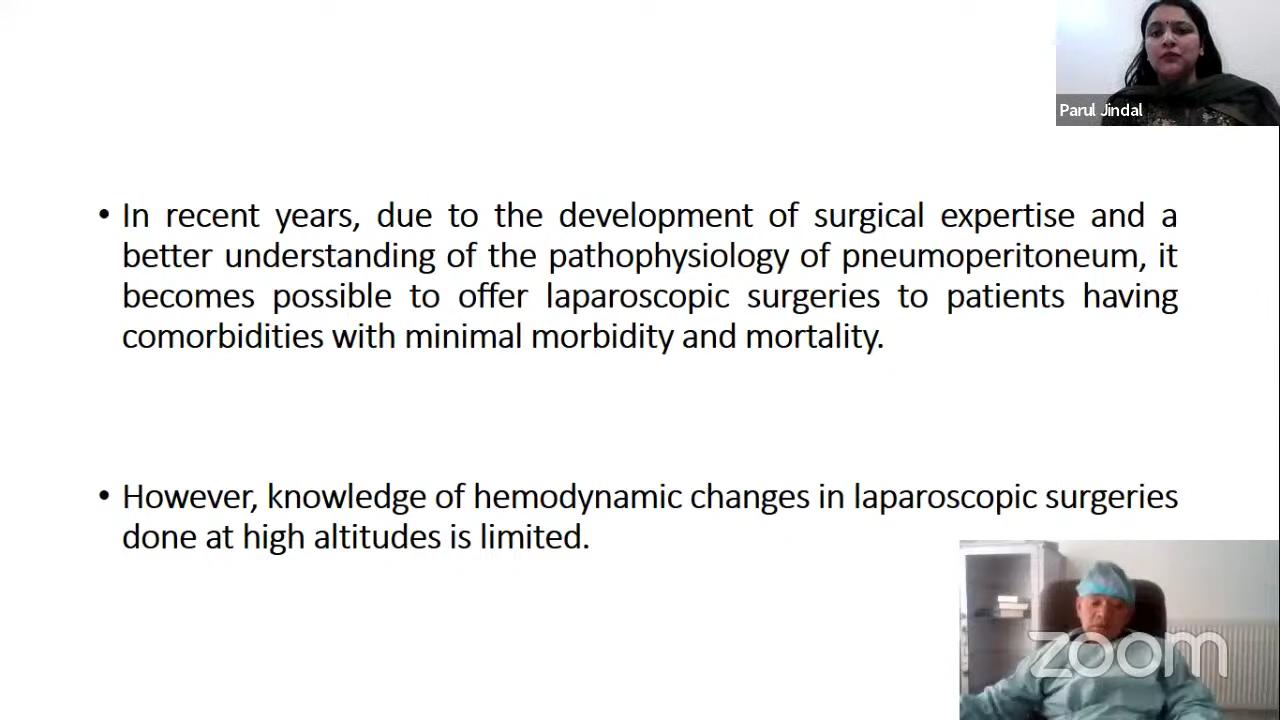 Parul Jindal
• In recent years, due to the development of surgical expertise and a
better understanding of the pathophysiology of pneumoperitoneum, it
becomes possible to offer laparoscopic surgeries to patients having
comorbidities with minimal morbidity and mortality.
• However, knowledge of hemodynamic changes in laparoscopic surgeries
done at high altitudes is limited.
zoom